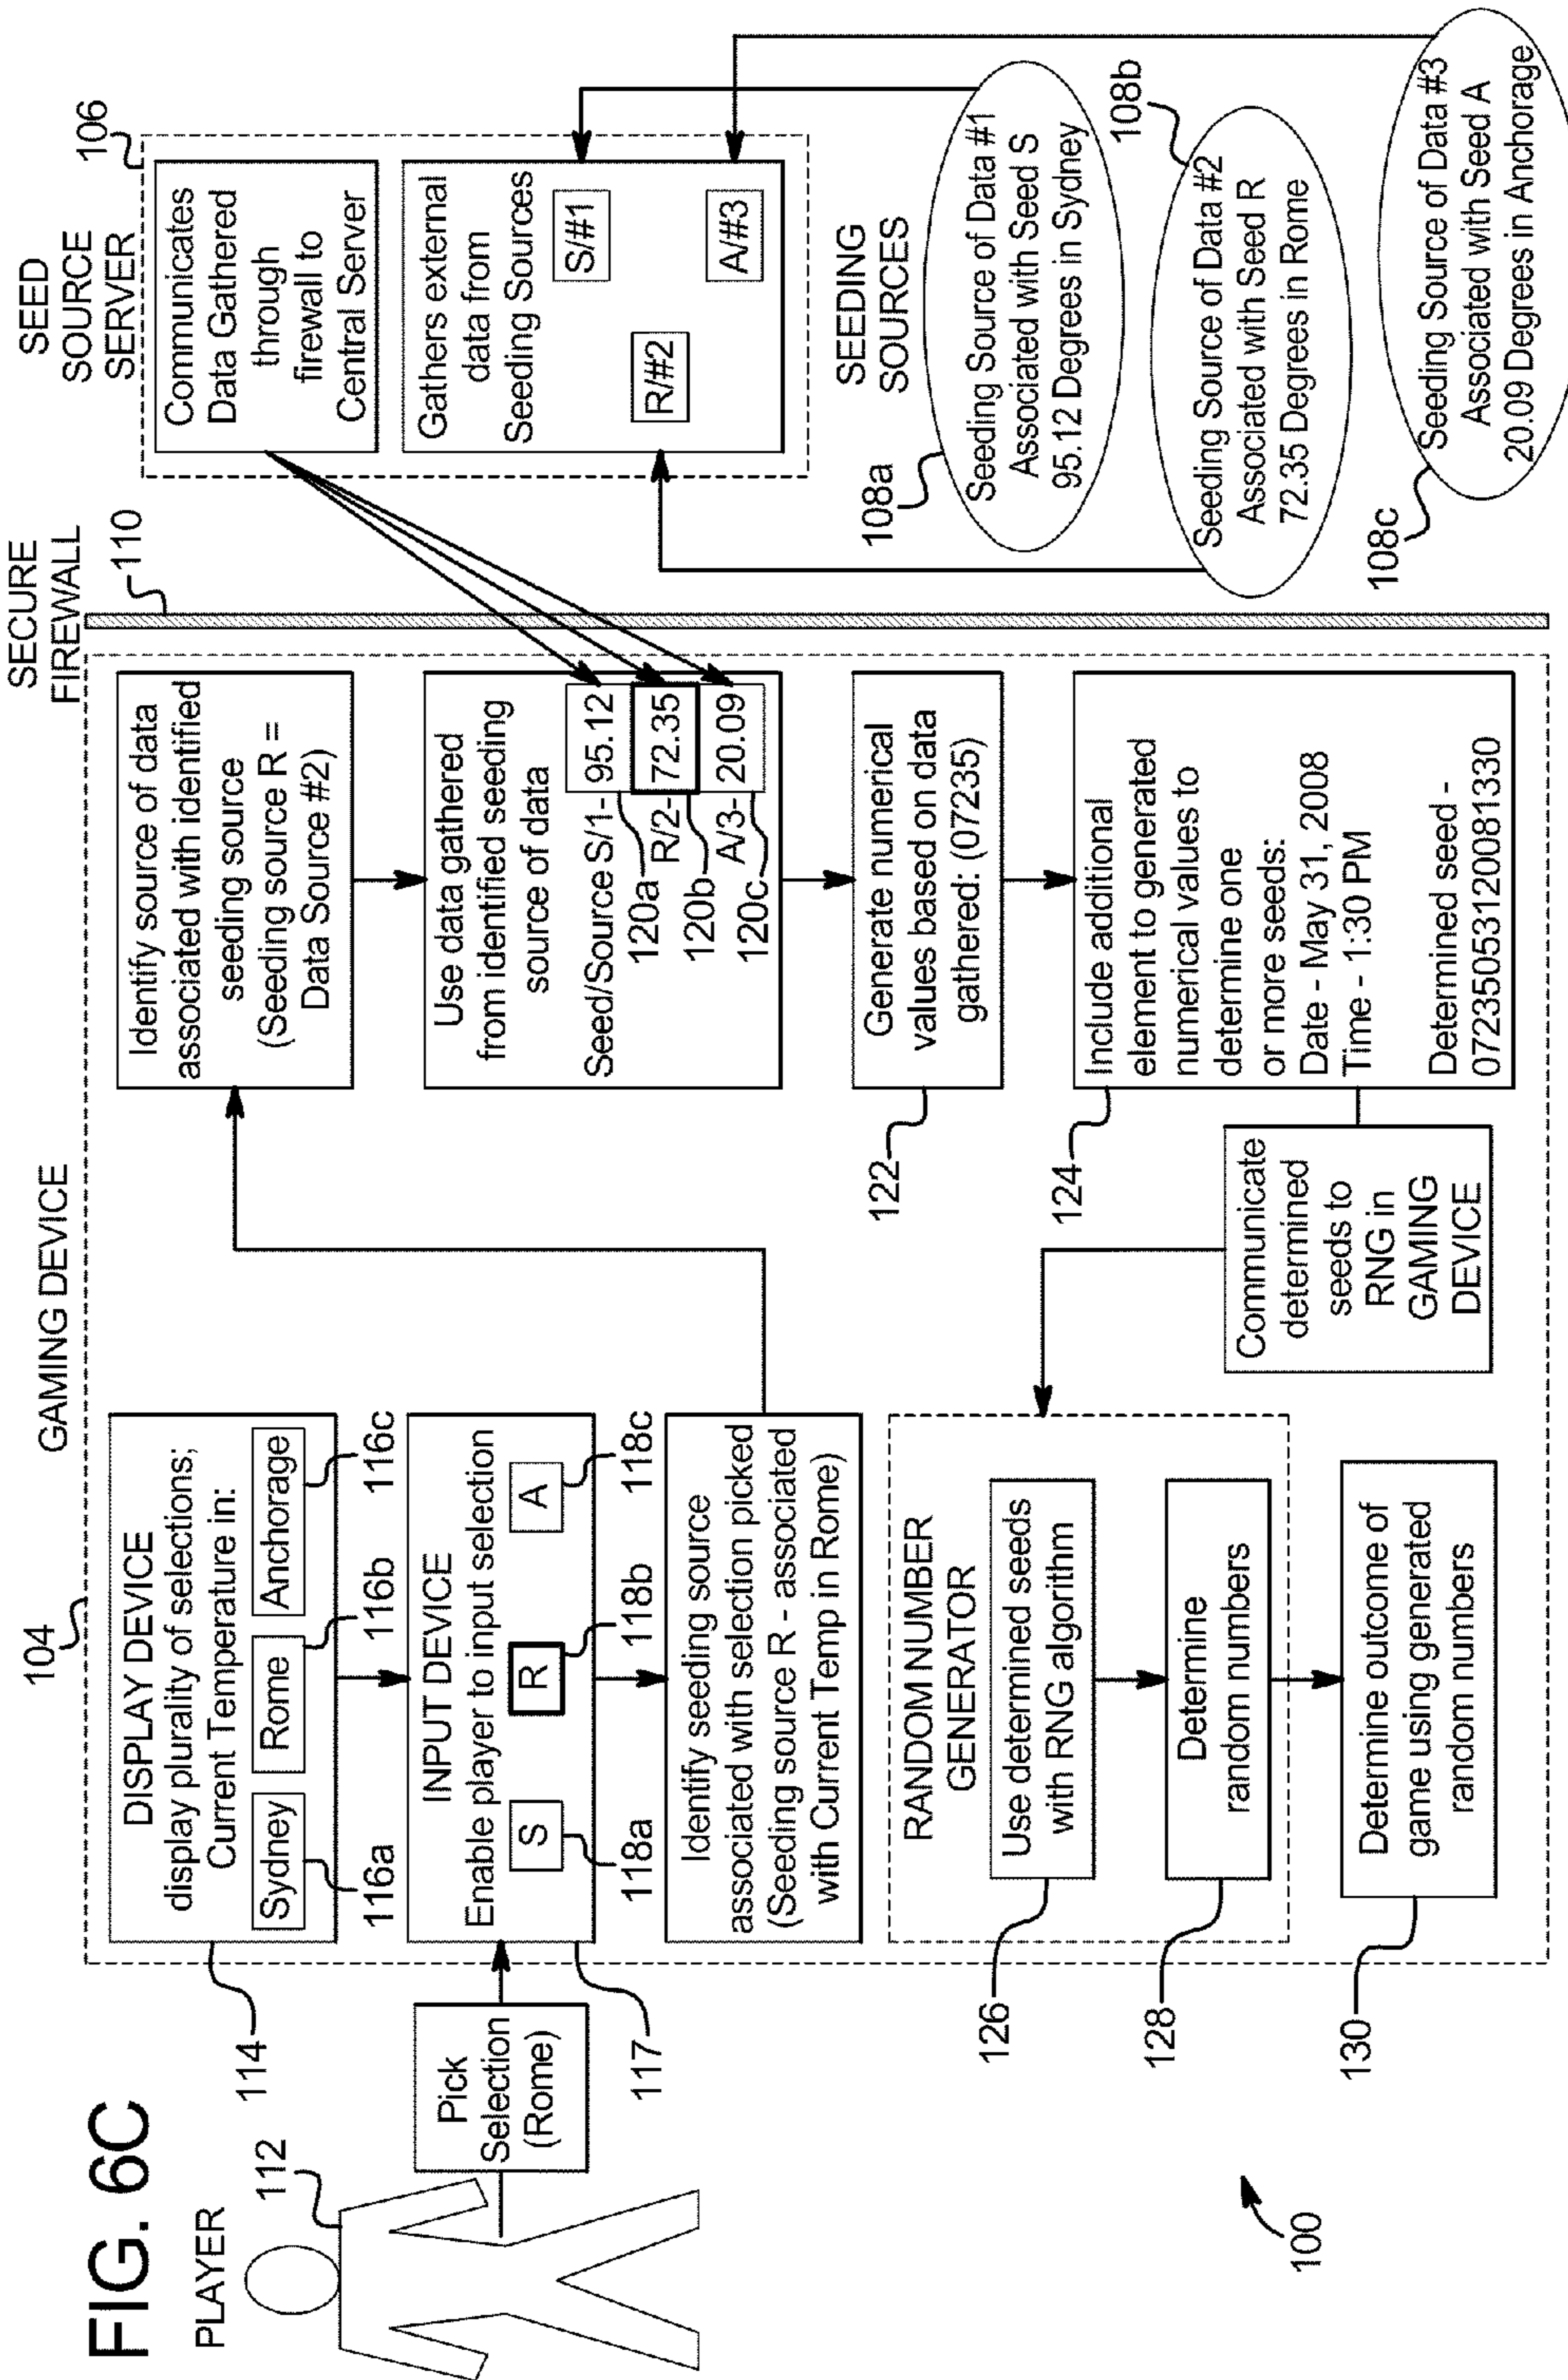 FIG. 6C
PLAYER
112
Pick
Selection
(Rome)
100
GAMING DEVICE
104
DISPLAY DEVICE
display plurality of selections;
Current Temperature in:
Sydney
Rome
Anchorage
114
116a
116b
116c
INPUT DEVICE
Enable player to input selection
S
R
A
117
118a
118b
118c
Identify seeding source
associated with selection picked
(Seeding source R - associated
with Current Temp in Rome)
RANDOM NUMBER
GENERATOR
Use determined seeds
with RNG algorithm
126
Determine
random numbers
128
Determine outcome of
game using generated
random numbers
130
Identify source of data
associated with identified
seeding source
(Seeding source R =
Data Source #2)
Use data gathered
from identified seeding
source of data
Seed/Source S/1- 95.12
R/2- 72.35
A/3- 20.09
120a
120b
120c
Generate numerical
values based on data
gathered: (07235)
122
Include additional
element to generated
numerical values to
determine one
or more seeds:
Date - May 31, 2008
Time - 1:30 PM
Determined seed -
07235053120081330
124
Communicate
determined
seeds to
RNG in
GAMING
DEVICE
SECURE
FIREWALL
110
SEED
SOURCE
SERVER
106
Communicates
Data Gathered
through
firewall to
Central Server
Gathers external
data from
Seeding Sources
S/#1
R/#2
A/#3
SEEDING
SOURCES
108a
Seeding Source of Data #1
Associated with Seed S
95.12 Degrees in Sydney
108b
Seeding Source of Data #2
Associated with Seed R
72.35 Degrees in Rome
108c
Seeding Source of Data #3
Associated with Seed A
20.09 Degrees in Anchorage